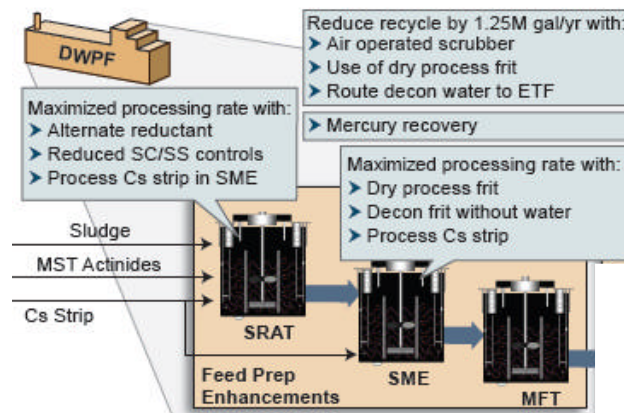 DWPF
Reduce recycle by 1.25M gal/yr with:
➤ Air operated scrubber
➤ Use of dry process frit
➤ Route decon water to ETF
➤ Mercury recovery
Maximized processing rate with:
➤ Alternate reductant
➤ Reduced SC/SS controls
➤ Process Cs strip in SME
Maximized processing rate with:
➤ Dry process frit
➤ Decon frit without water
➤ Process Cs strip
Sludge
MST Actinides
Cs Strip
SRAT
SME
MFT
Feed Prep
Enhancements